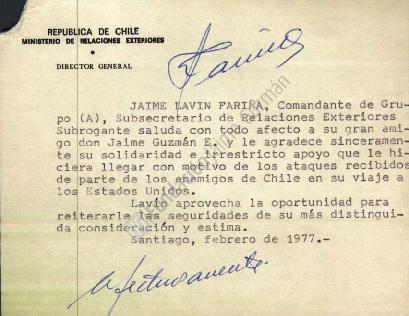 REPUBLICA DE CHILE
MINISTERIO DE RELACIONES EXTERIORES
*
DIRECTOR GENERAL
JAIME LAVIN FARIÑA, Comandante de Gru-
po (A), Subsecretario de Relaciones Exteriores
Subrogante saluda con todo afecto a su gran ami-
go don Jaime Guzmán E. y le agradece sinceramen-
te su solidaridad e irrestricto apoyo que le hi-
ciera llegar con motivo de los ataques recibidos
de parte de los enemigos de Chile en su viaje a
los Estados Unidos.
Lavín aprovecha la oportunidad para
reiterarle las seguridades de su más distingui-
da consideración y estima.
Santiago, febrero de 1977.-
Afectuosamente